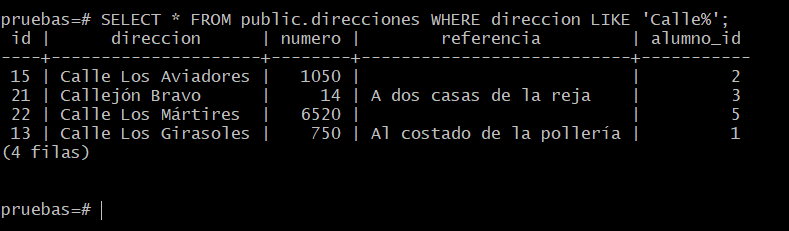 pruebas=# SELECT * FROM public.direcciones WHERE direccion LIKE 'Calle%';
 id |      direccion      | numero |         referencia        | alumno_id
----+---------------------+--------+---------------------------+-----------
 15 | Calle Los Aviadores |   1050 |                           |         2
 21 | Callejón Bravo      |     14 | A dos casas de la reja    |         3
 22 | Calle Los Mártires  |   6520 |                           |         5
 13 | Calle Los Girasoles |    750 | Al costado de la pollería |         1
(4 filas)
pruebas=#